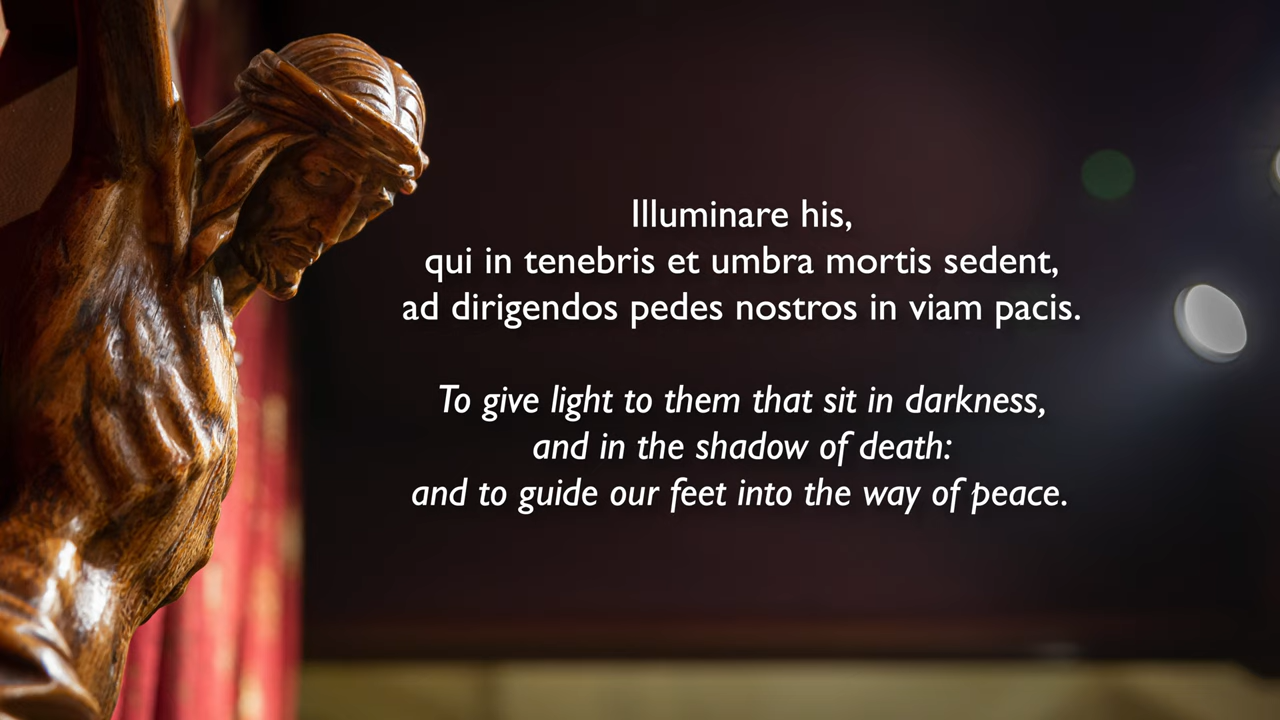 Illuminare his,
qui in tenebris et umbra mortis sedent,
ad dirigendos pedes nostros in viam pacis.
To give light to them that sit in darkness,
and in the shadow of death:
and to guide our feet into the way of peace.